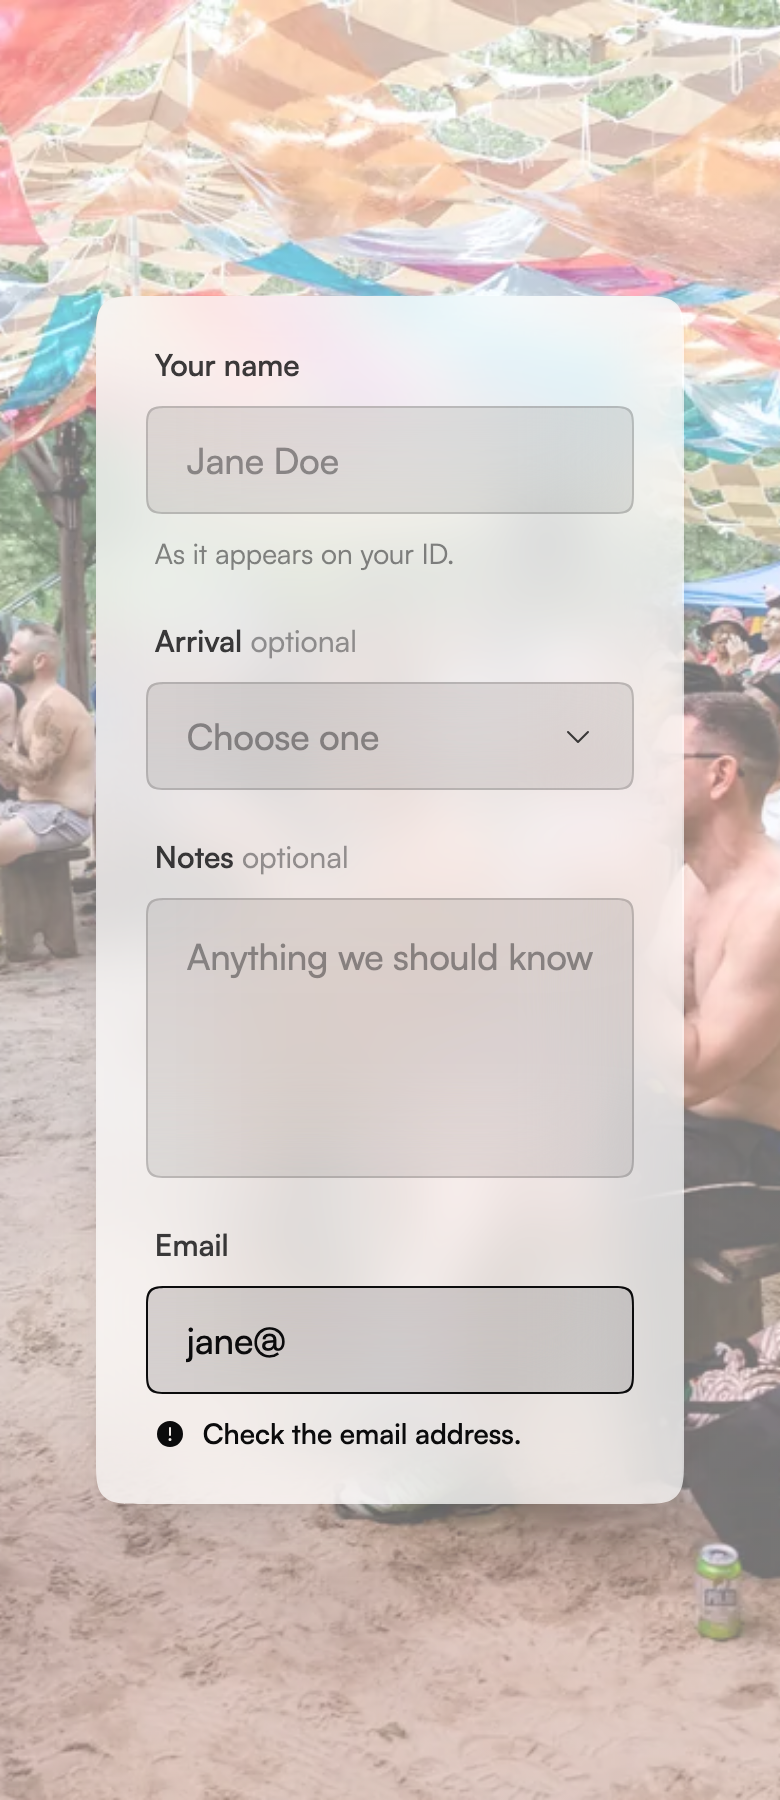 Your name
Jane Doe
As it appears on your ID.
Arrival optional
Choose one
Notes optional
Anything we should know
Email
jane@
Check the email address.